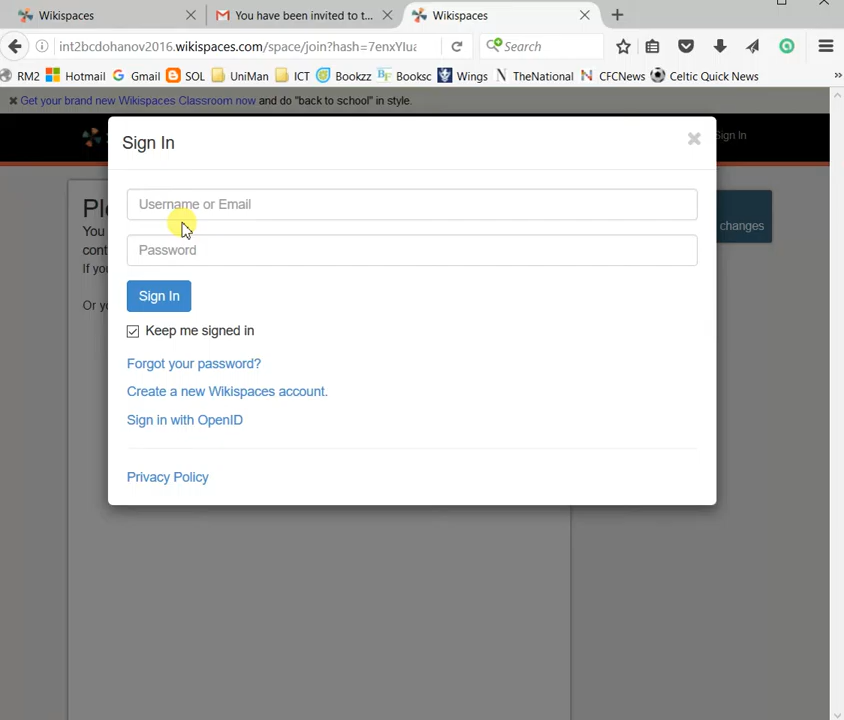 Wikispaces
You have been invited to t...
Wikispaces
int2bcdohanov2016.wikispaces.com/space/join?hash=7enxYIua
Search
RM2
Hotmail
Gmail
SOL
UniMan
ICT
Bookzz
Booksc
Wings
TheNational
CFCNews
Celtic Quick News
Get your brand new Wikispaces Classroom now and do "back to school" in style.
Sign In
Sign In
changes
You
cont
If yo
Or yo
Username or Email
Password
Sign In
Keep me signed in
Forgot your password?
Create a new Wikispaces account.
Sign in with OpenID
Privacy Policy